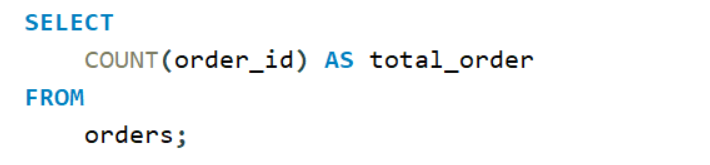 SELECT
    COUNT(order_id) AS total_order
FROM
    orders;